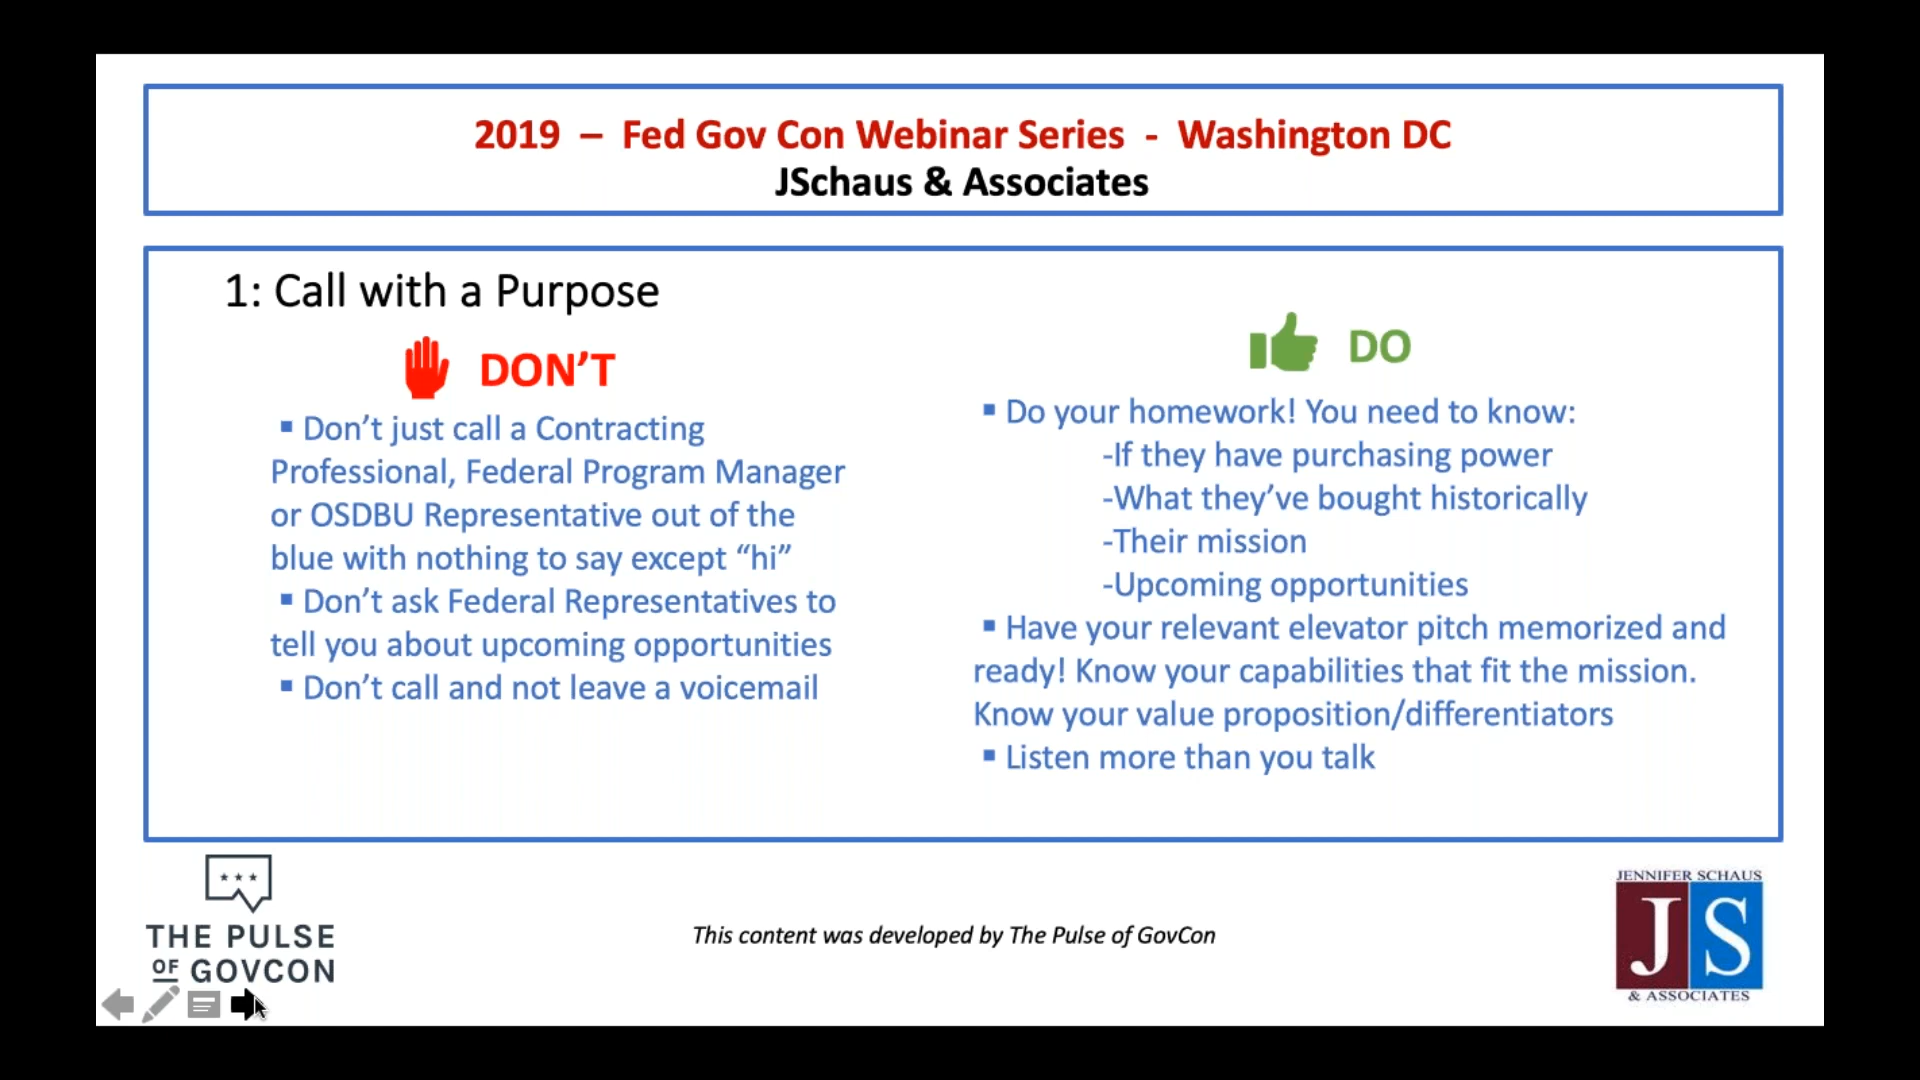 2019 – Fed Gov Con Webinar Series - Washington DC
JSchaus & Associates
1: Call with a Purpose
DON’T
▪ Don’t just call a Contracting
Professional, Federal Program Manager
or OSDBU Representative out of the
blue with nothing to say except “hi”
▪ Don’t ask Federal Representatives to
tell you about upcoming opportunities
▪ Don’t call and not leave a voicemail
DO
▪ Do your homework! You need to know:
-If they have purchasing power
-What they’ve bought historically
-Their mission
-Upcoming opportunities
▪ Have your relevant elevator pitch memorized and
ready! Know your capabilities that fit the mission.
Know your value proposition/differentiators
▪ Listen more than you talk
THE PULSE
OF GOVCON
This content was developed by The Pulse of GovCon
JENNIFER SCHAUS
JS
& ASSOCIATES